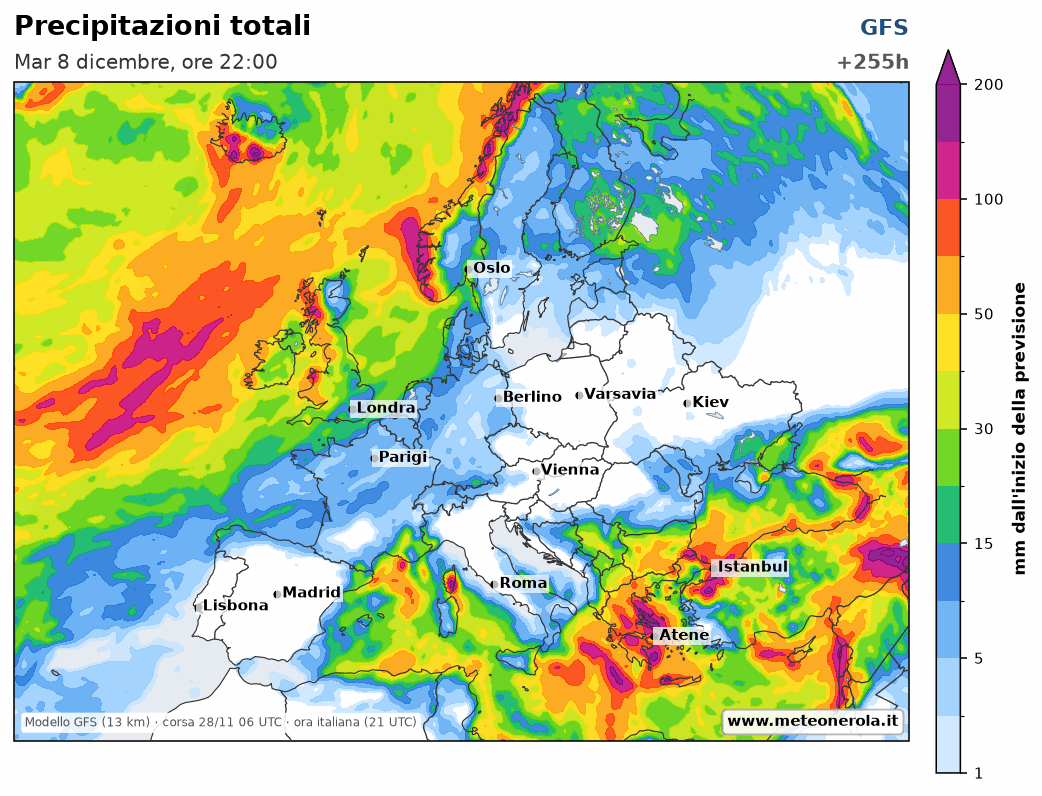 Precipitazioni totali
GFS
Mar 8 dicembre, ore 22:00
+255h
200
100
50
30
15
5
1
mm dall'inizio della previsione
Oslo
Berlino
Varsavia
Kiev
Londra
Parigi
Vienna
Istanbul
Roma
Madrid
Lisbona
Atene
Modello GFS (13 km) · corsa 28/11 06 UTC · ora italiana (21 UTC)
www.meteonerola.it